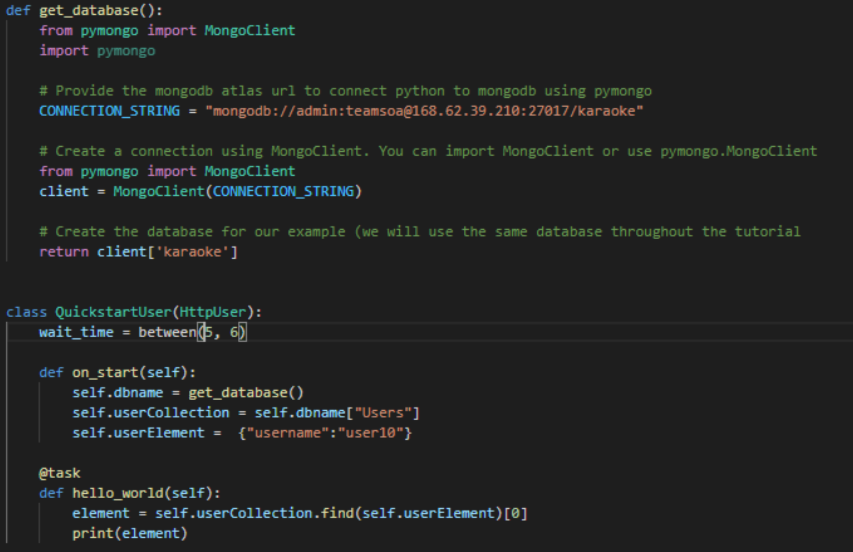 def get_database():
    from pymongo import MongoClient
    import pymongo
    # Provide the mongodb atlas url to connect python to mongodb using pymongo
    CONNECTION_STRING = "mongodb://admin:teamsoa@168.62.39.210:27017/karaoke"
    # Create a connection using MongoClient. You can import MongoClient or use pymongo.MongoClient
    from pymongo import MongoClient
    client = MongoClient(CONNECTION_STRING)
    # Create the database for our example (we will use the same database throughout the tutorial
    return client['karaoke']
class QuickstartUser(HttpUser):
    wait_time = between(5, 6)
    def on_start(self):
        self.dbname = get_database()
        self.userCollection = self.dbname["Users"]
        self.userElement =  {"username":"user10"}
    @task
    def hello_world(self):
        element = self.userCollection.find(self.userElement)[0]
        print(element)